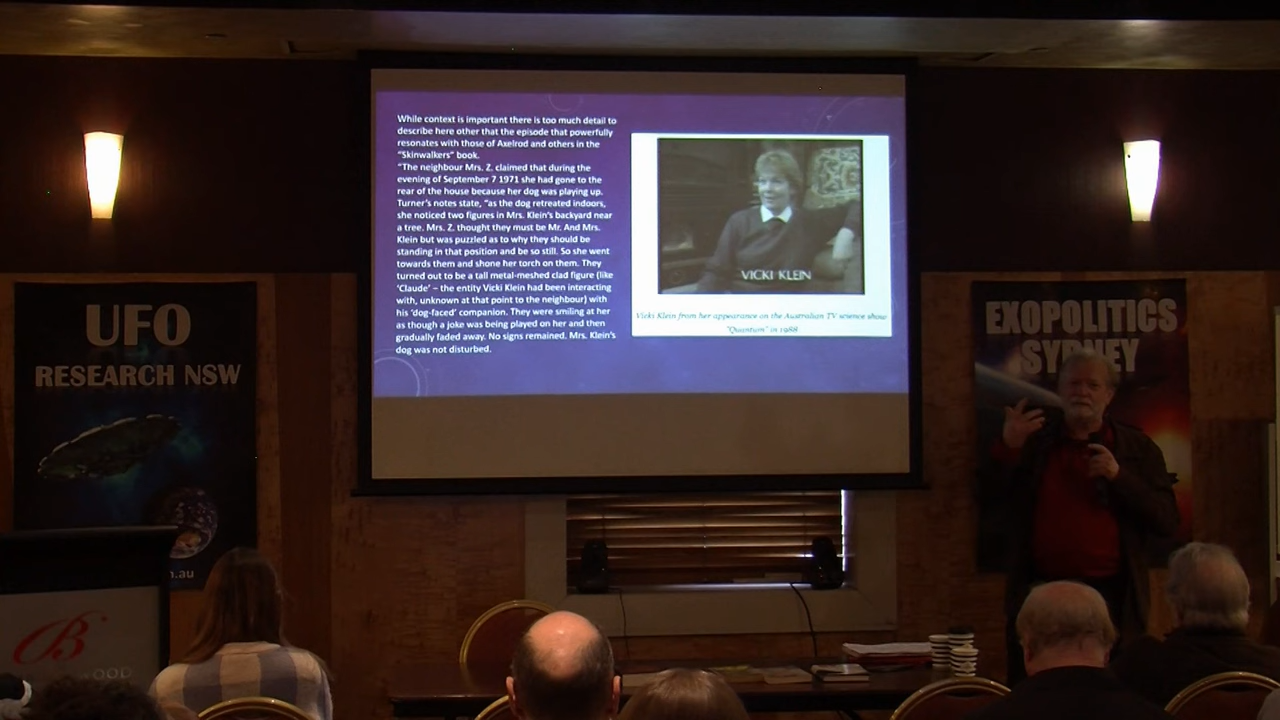 While context is important there is too much detail to
describe here other that the episode that powerfully
resonates with those of Axelrod and others in the
"Skinwalkers" book.
"The neighbour Mrs. Z. claimed that during the
evening of September 7 1971 she had gone to the
rear of the house because her dog was playing up.
Turner's notes state, "as the dog retreated indoors,
she noticed two figures in Mrs. Klein's backyard near
a tree. Mrs. Z. thought they must be Mr. And Mrs.
Klein but was puzzled as to why they should be
standing in that position and be so still. So she went
towards them and shone her torch on them. They
turned out to be a tall metal-meshed clad figure (like
'Claude' – the entity Vicki Klein had been interacting
with, unknown at that point to the neighbour) with
his 'dog-faced' companion. They were smiling at her
as though a joke was being played on her and then
gradually faded away. No signs remained. Mrs. Klein's
dog was not disturbed.
VICKI KLEIN
Vicki Klein from her appearance on the Australian TV science show
"Quantum" in 1988
UFO
RESEARCH NSW
.au
EXOPOLITICS
SYDNEY
B
OOD